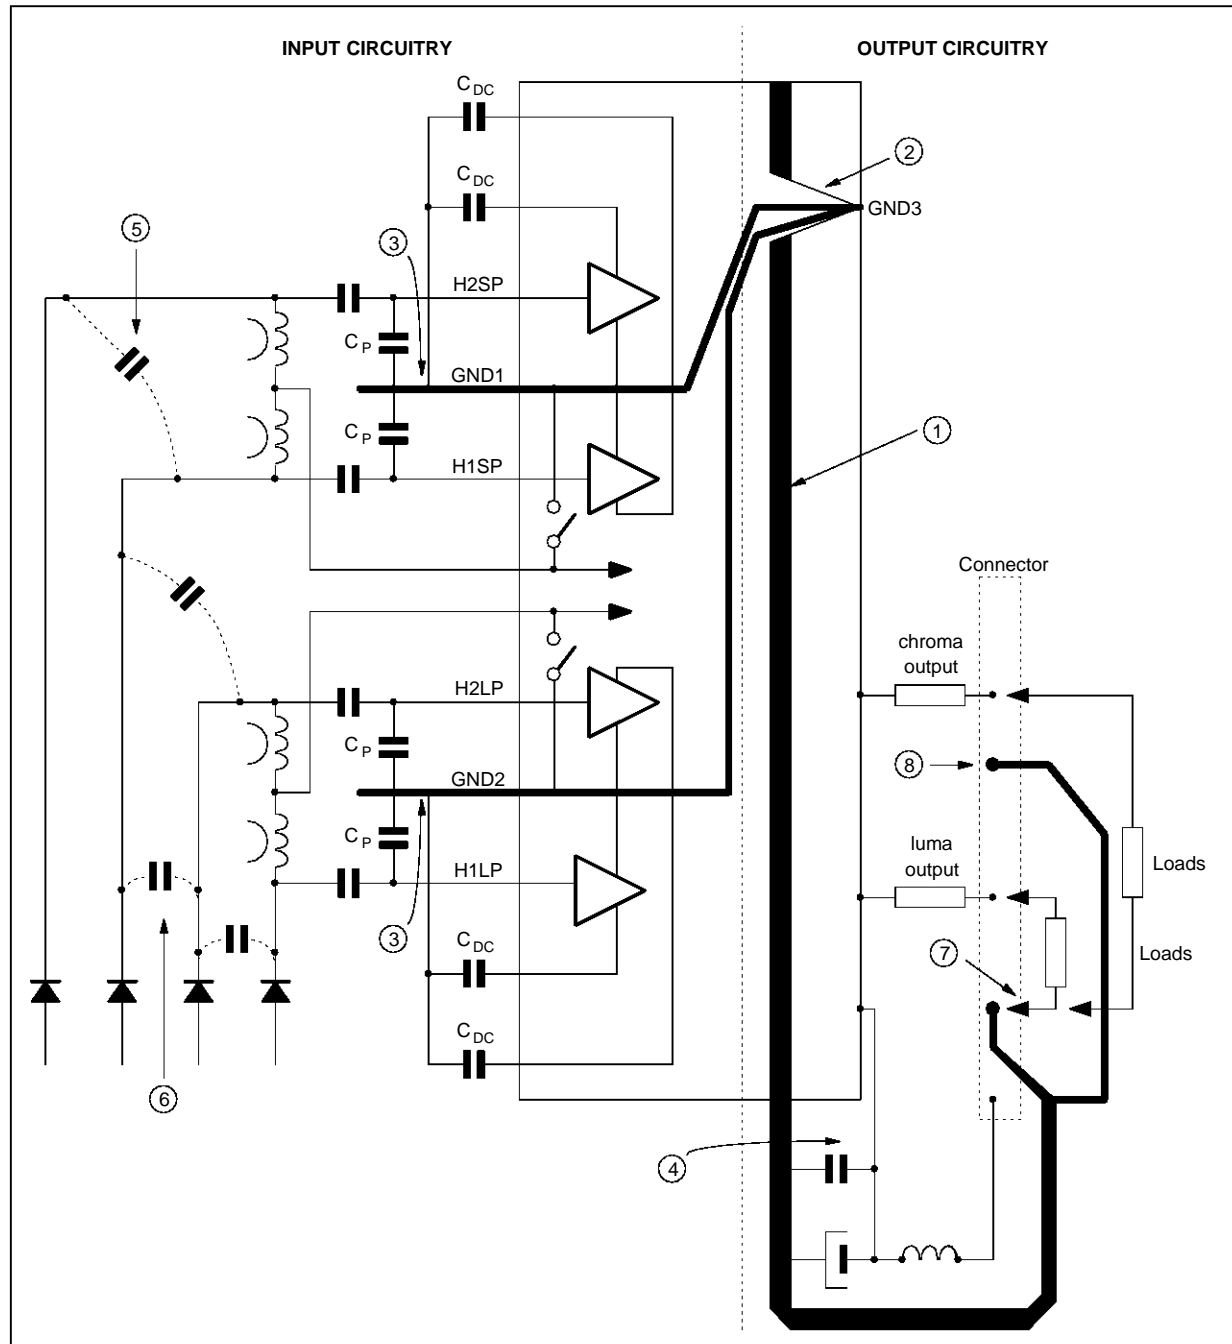 INPUT CIRCUITRY
OUTPUT CIRCUITRY
C DC
2
C DC
GND3
5
3
H2SP
C P
GND1
C P
1
H1SP
Connector
chroma
output
H2LP
C P
8
GND2
C P
luma
output
Loads
H1LP
3
7
Loads
C DC
C DC
6
4